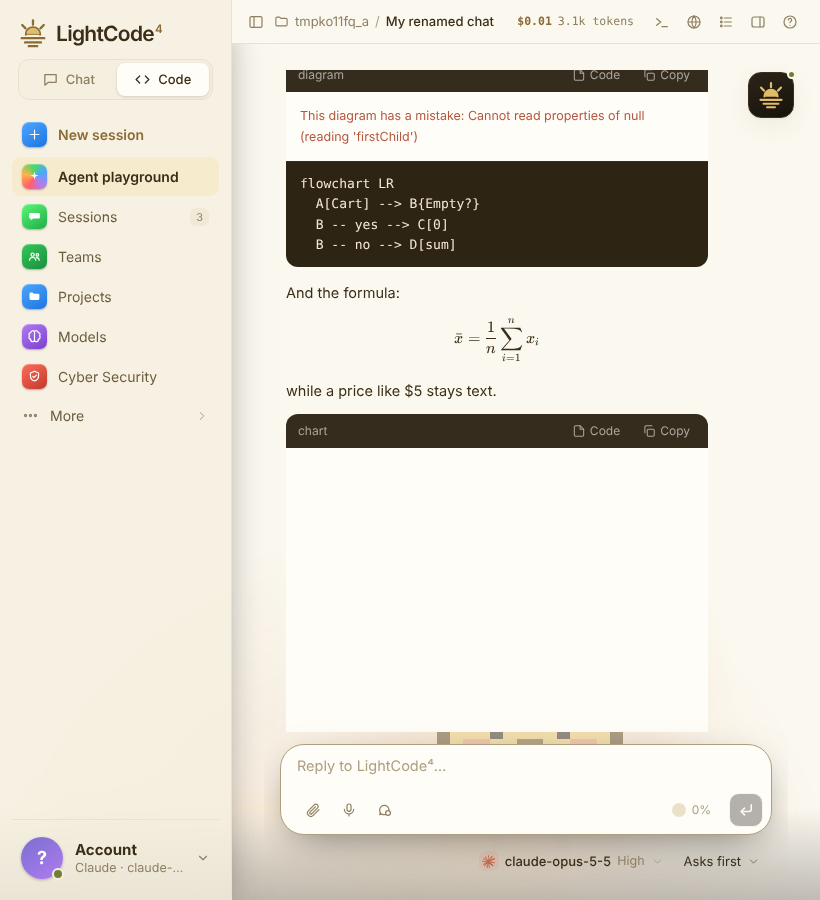 LightCode⁴
tmpko11fq_a / My renamed chat
$0.01 3.1k tokens
Chat
Code
New session
Agent playground
Sessions
3
Teams
Projects
Models
Cyber Security
More
diagram
Code
Copy
This diagram has a mistake: Cannot read properties of null
(reading 'firstChild')
flowchart LR
  A[Cart] --> B{Empty?}
  B -- yes --> C[0]
  B -- no --> D[sum]
And the formula:
x̄ = 1/n ∑ᵢ₌₁ⁿ xᵢ
while a price like $5 stays text.
chart
Code
Copy
Reply to LightCode⁴...
0%
claude-opus-5-5 High
Asks first
?
Account
Claude · claude-...